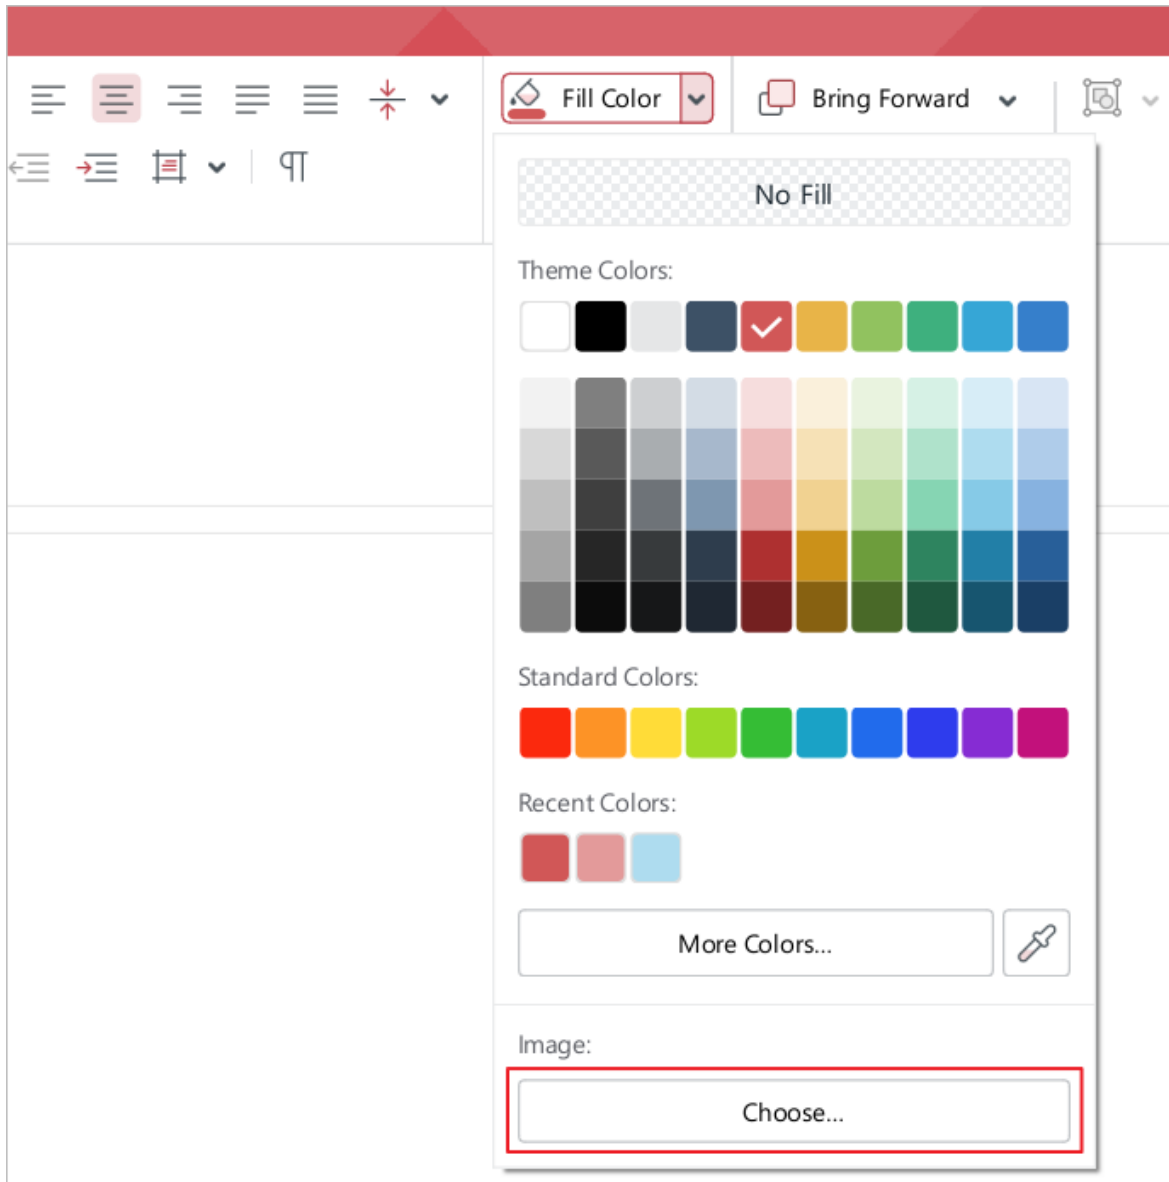 Fill Color
Bring Forward
No Fill
Theme Colors:
Standard Colors:
Recent Colors:
More Colors...
Image:
Choose...